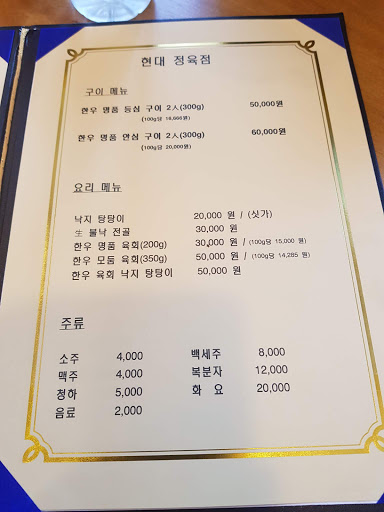 현대 정육점
구이 메뉴
한우 명품 등심 구이 2人(300g) 50,000원
(100g당 16,666원)
한우 명품 안심 구이 2人(300g) 60,000원
(100g당 20,000원)
요리 메뉴
낙지 탕탕이 20,000 원 / (싯가)
生 불낙 전골 30,000 원
한우 명품 육회(200g) 30,000 원 / (100g당 15,000 원)
한우 모둠 육회(350g) 50,000 원 / (100g당 14,285 원)
한우 육회 낙지 탕탕이 50,000 원
주류
소주 4,000 백세주 8,000
맥주 4,000 복분자 12,000
청하 5,000 화 요 20,000
음료 2,000